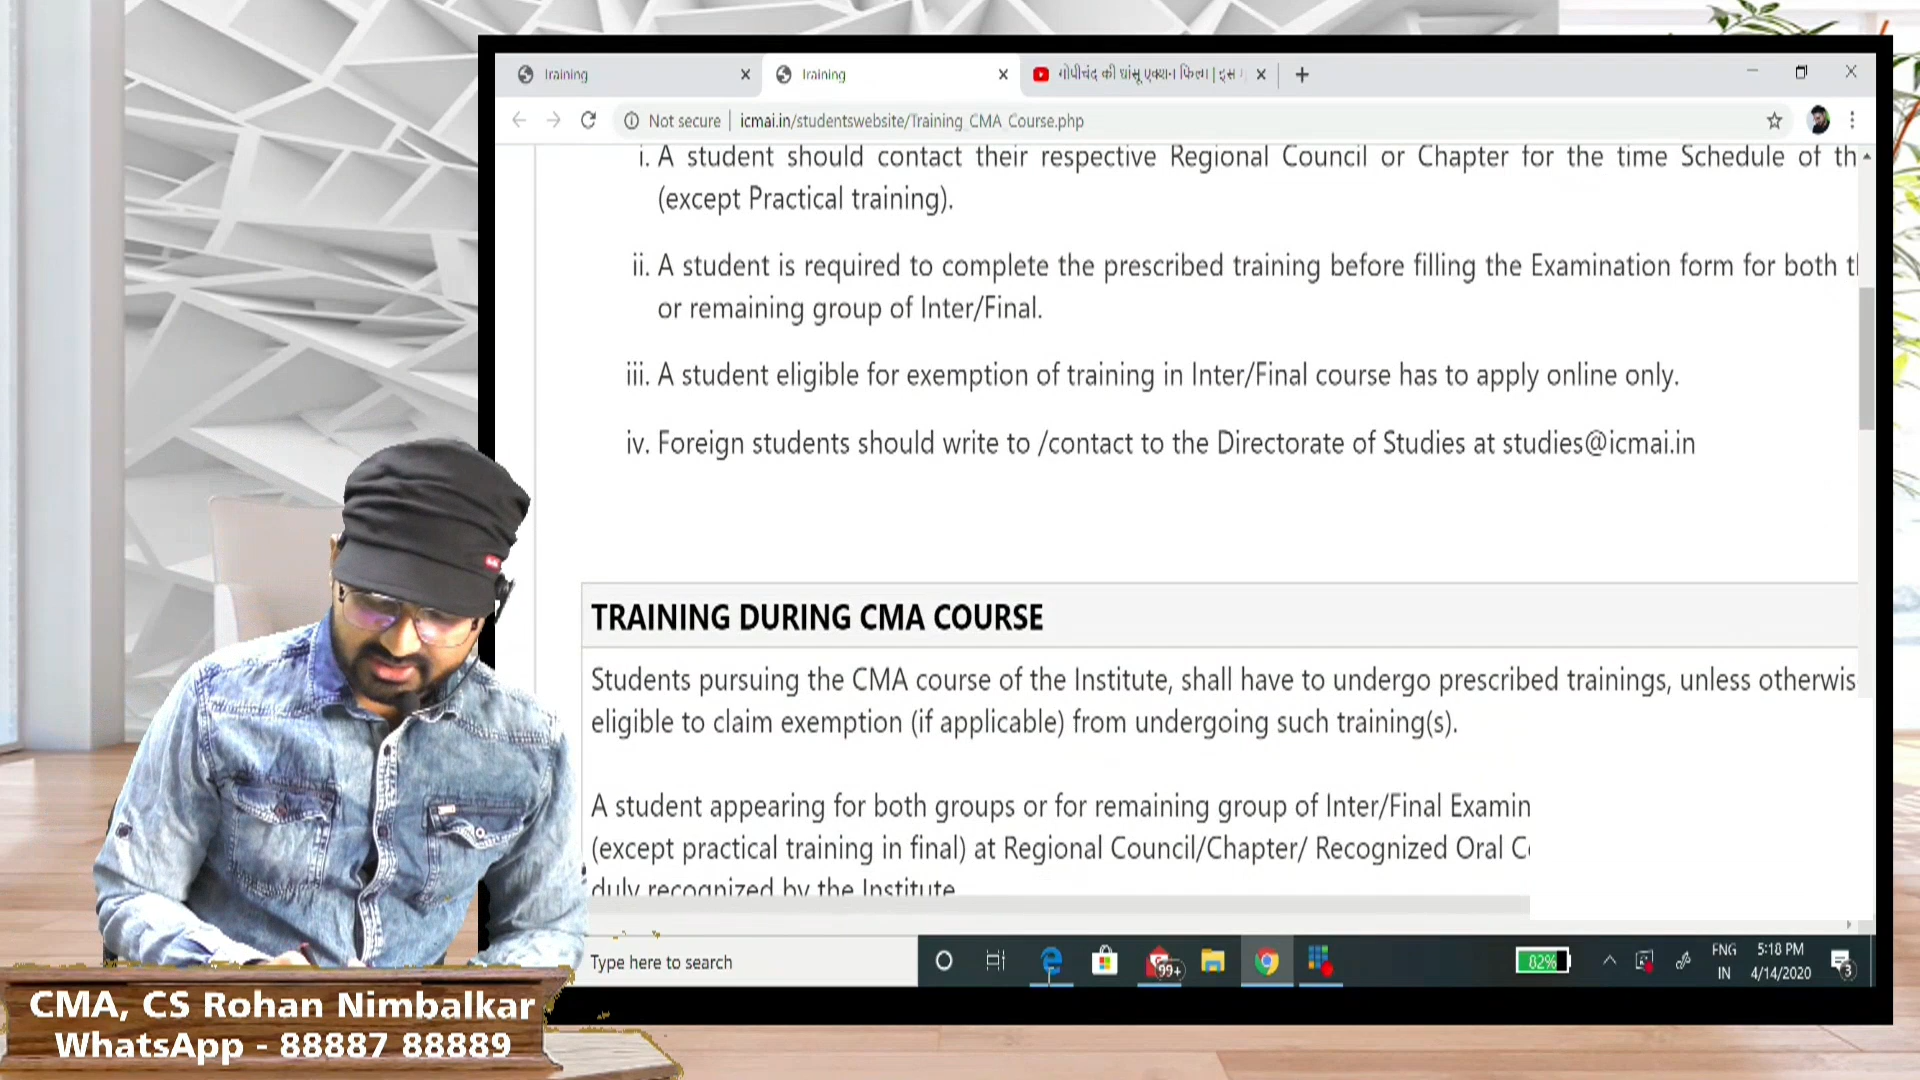 Training
Training
गोपीचंद की धांसू एक्शन फिल्म | इस
Not secure
icmai.in/studentswebsite/Training_CMA_Course.php
i. A student should contact their respective Regional Council or Chapter for the time Schedule of th
(except Practical training).
ii. A student is required to complete the prescribed training before filling the Examination form for both t
or remaining group of Inter/Final.
iii. A student eligible for exemption of training in Inter/Final course has to apply online only.
iv. Foreign students should write to /contact to the Directorate of Studies at studies@icmai.in
TRAINING DURING CMA COURSE
Students pursuing the CMA course of the Institute, shall have to undergo prescribed trainings, unless otherwis
eligible to claim exemption (if applicable) from undergoing such training(s).
A student appearing for both groups or for remaining group of Inter/Final Examin
(except practical training in final) at Regional Council/Chapter/ Recognized Oral C
duly recognized by the Institute
Type here to search
99+
82%
ENG
IN
5:18 PM
4/14/2020
3
CMA, CS Rohan Nimbalkar
WhatsApp - 88887 88889